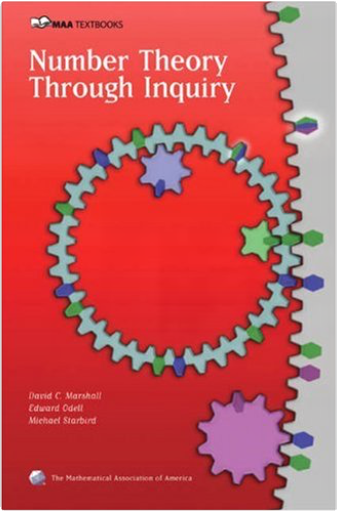 MAA TEXTBOOKS
Number Theory
Through Inquiry
David C. Marshall
Edward Odell
Michael Starbird
The Mathematical Association of America